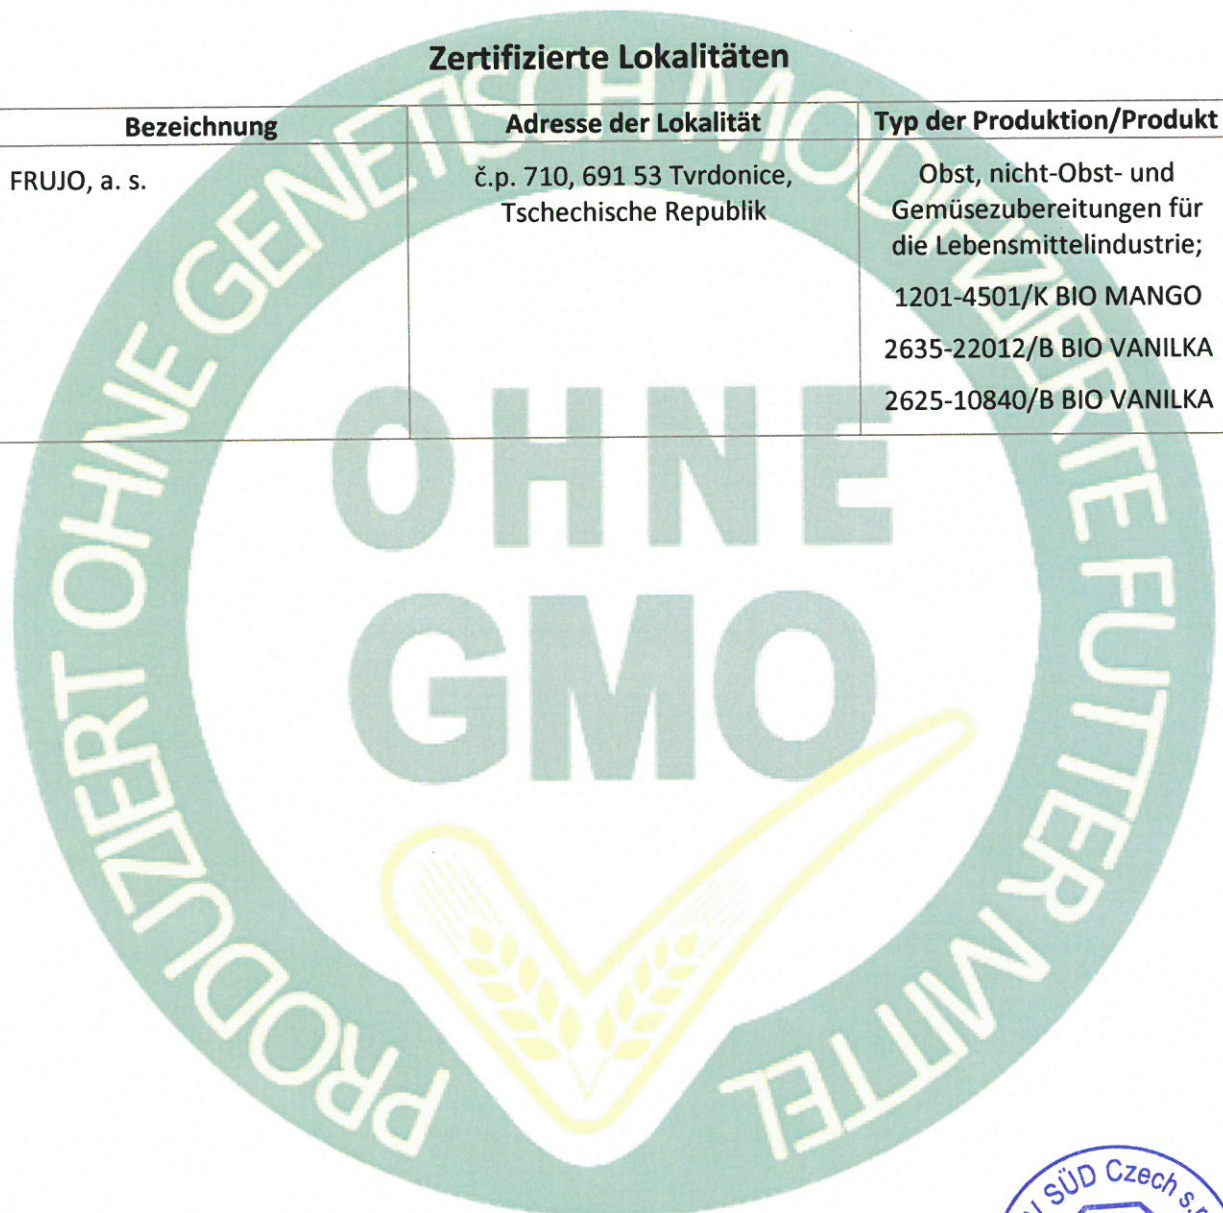 Zertifizierte Lokalitäten
Bezeichnung
Adresse der Lokalität
Typ der Produktion/Produkt
FRUJO, a. s.
č.p. 710, 691 53 Tvrdonice,
Tschechische Republik
Obst, nicht-Obst- und
Gemüsezubereitungen für
die Lebensmittelindustrie;
1201-4501/K BIO MANGO
2635-22012/B BIO VANILKA
2625-10840/B BIO VANILKA
PRODUZIERT OHNE GENETISCH MODIFIZIERTE FUTTER MITTEL
OHNE
GMO
SÜD Czech